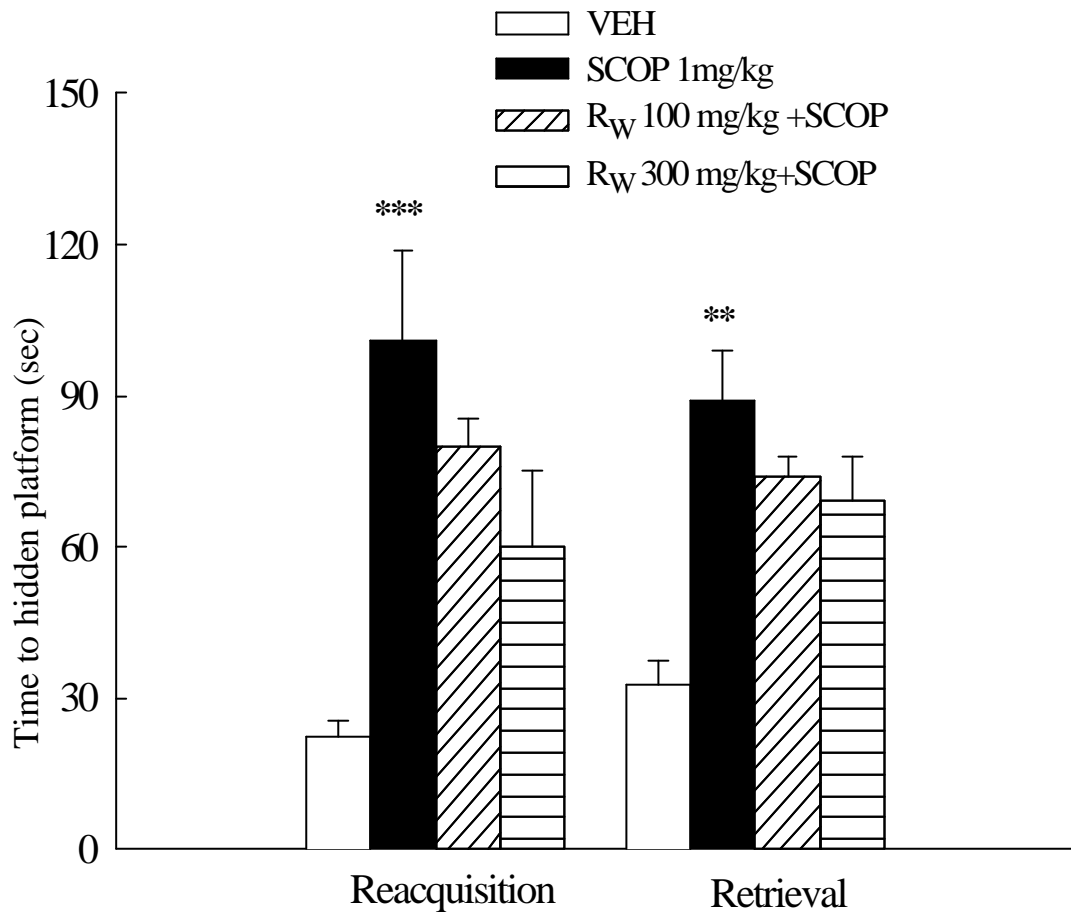 VEH
SCOP 1mg/kg
RW 100 mg/kg +SCOP
RW 300 mg/kg+SCOP
150
120
90
60
30
0
Time to hidden platform (sec)
***
**
Reacquisition
Retrieval